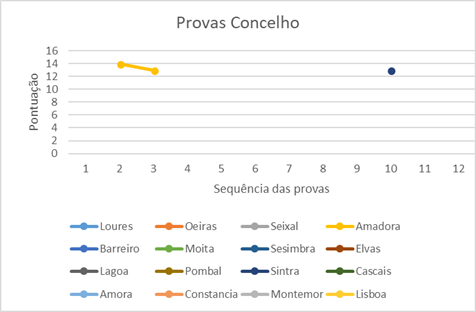 Provas Concelho
16
14
12
10
8
6
4
2
0
Pontuação
1 2 3 4 5 6 7 8 9 10 11 12
Sequência das provas
Loures Oeiras Seixal Amadora
Barreiro Moita Sesimbra Elvas
Lagoa Pombal Sintra Cascais
Amora Constancia Montemor Lisboa